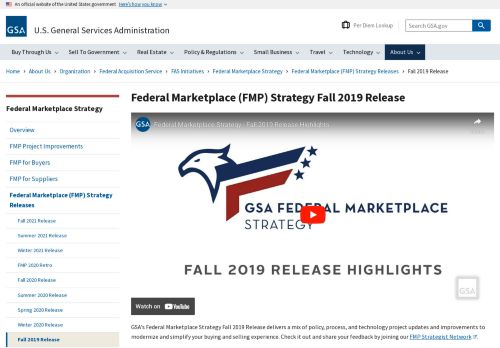 An official website of the United States government Here's how you know
GSA
U.S. General Services Administration
Per Diem Lookup
Search GSA.gov
Buy Through Us
Sell To Government
Real Estate
Policy & Regulations
Small Business
Travel
Technology
About Us
Home › About Us › Organization › Federal Acquisition Service › FAS Initiatives › Federal Marketplace Strategy › Federal Marketplace (FMP) Strategy Releases › Fall 2019 Release
Federal Marketplace Strategy
Overview
FMP Project Improvements
FMP for Buyers
FMP for Suppliers
Federal Marketplace (FMP) Strategy
Releases
Fall 2021 Release
Summer 2021 Release
Winter 2021 Release
FMP 2020 Retro
Fall 2020 Release
Summer 2020 Release
Spring 2020 Release
Winter 2020 Release
Fall 2019 Release
Federal Marketplace (FMP) Strategy Fall 2019 Release
GSA
Federal Marketplace Strategy - Fall 2019 Release Highlights
GSA FEDERAL MARKETPLACE
STRATEGY
FALL 2019 RELEASE HIGHLIGHTS
GSA
Watch on YouTube
GSA's Federal Marketplace Strategy Fall 2019 Release delivers a mix of policy, process, and technology project updates and improvements to
modernize and simplify your buying and selling experience. Check it out and share your feedback by joining our FMP Strategist Network.